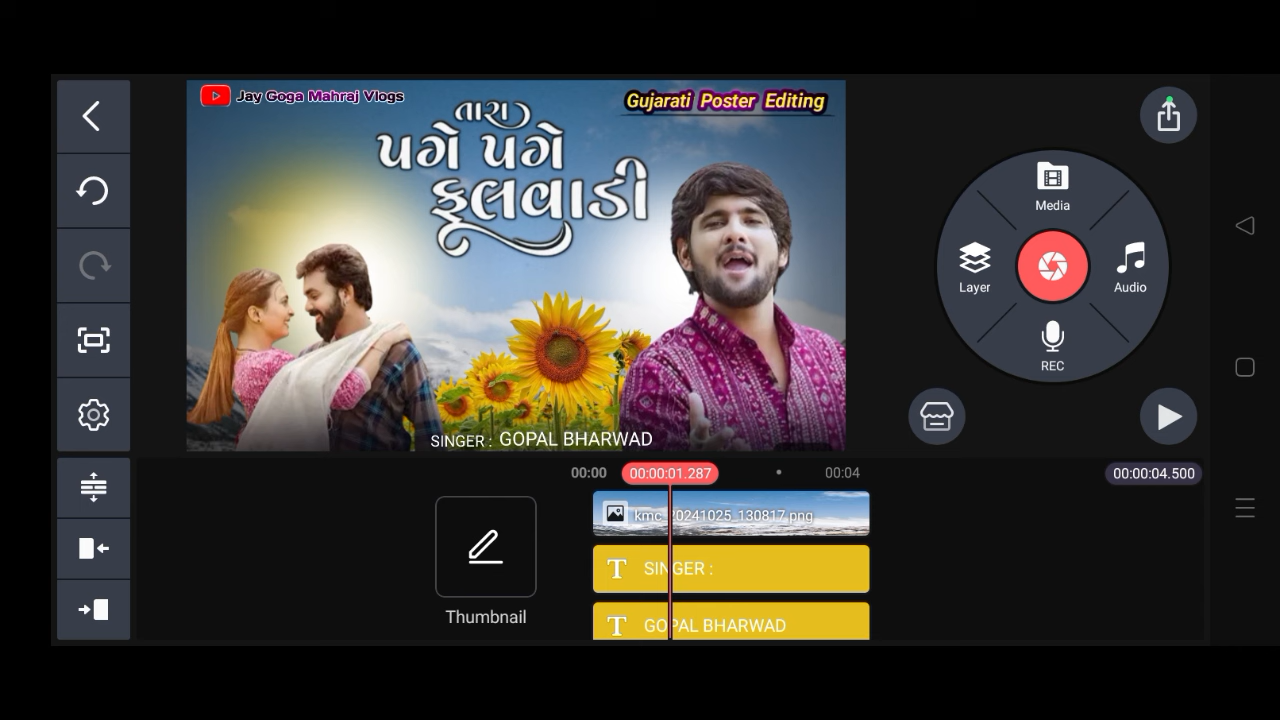 Jay Goga Mahraj Vlogs
Gujarati Poster Editing
તારા
પગે પગે
ફૂલવાડી
SINGER : GOPAL BHARWAD
Media
Layer
Audio
REC
00:00
00:00:01.287
00:04
00:00:04.500
kmc_20241025_130817.png
SINGER :
GOPAL BHARWAD
Thumbnail